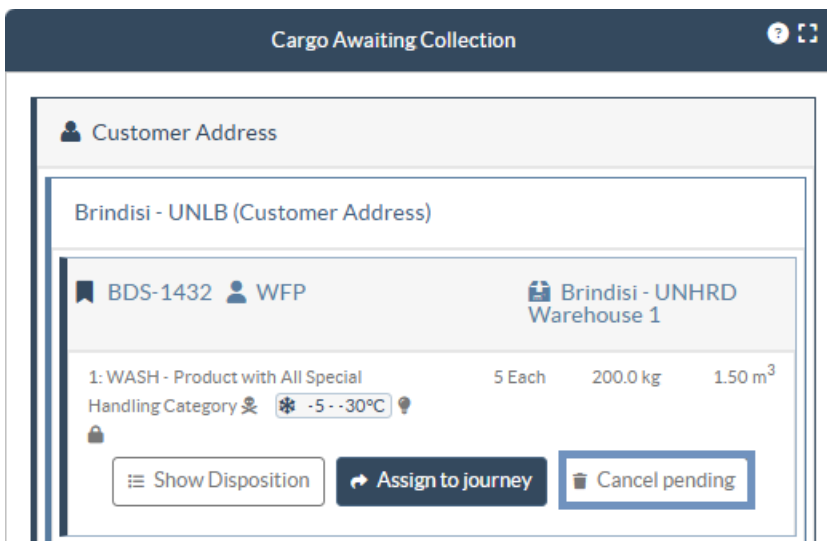 Cargo Awaiting Collection
Customer Address
Brindisi - UNLB (Customer Address)
BDS-1432 WFP Brindisi - UNHRD
Warehouse 1
1: WASH - Product with All Special 5 Each 200.0 kg 1.50 m³
Handling Category -5 - -30°C
Show Disposition Assign to journey Cancel pending